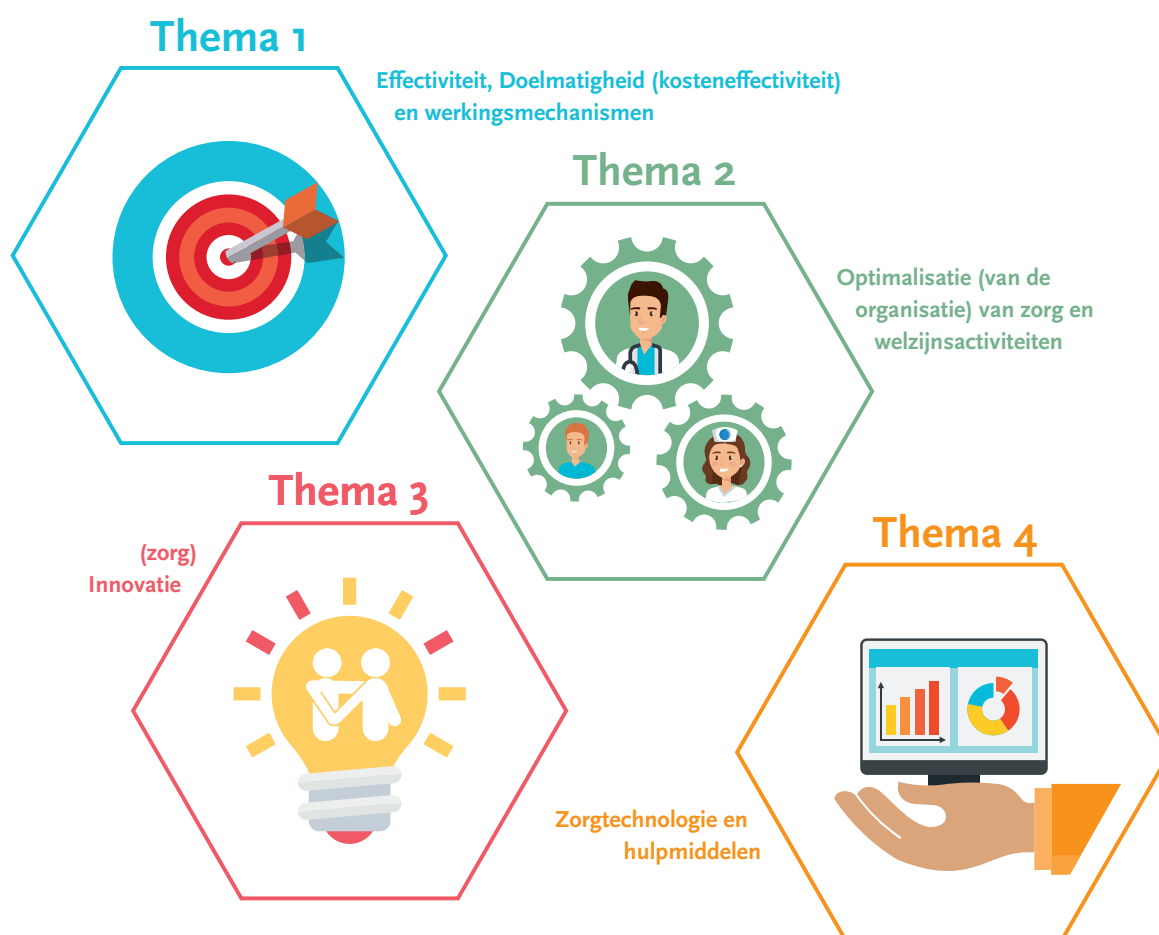 Thema 1
Effectiviteit, Doelmatigheid (kosteneffectiviteit)
en werkingsmechanismen
Thema 2
Optimalisatie (van de
organisatie) van zorg en
welzijnsactiviteiten
Thema 3
(zorg)
Innovatie
Thema 4
Zorgtechnologie en
hulpmiddelen